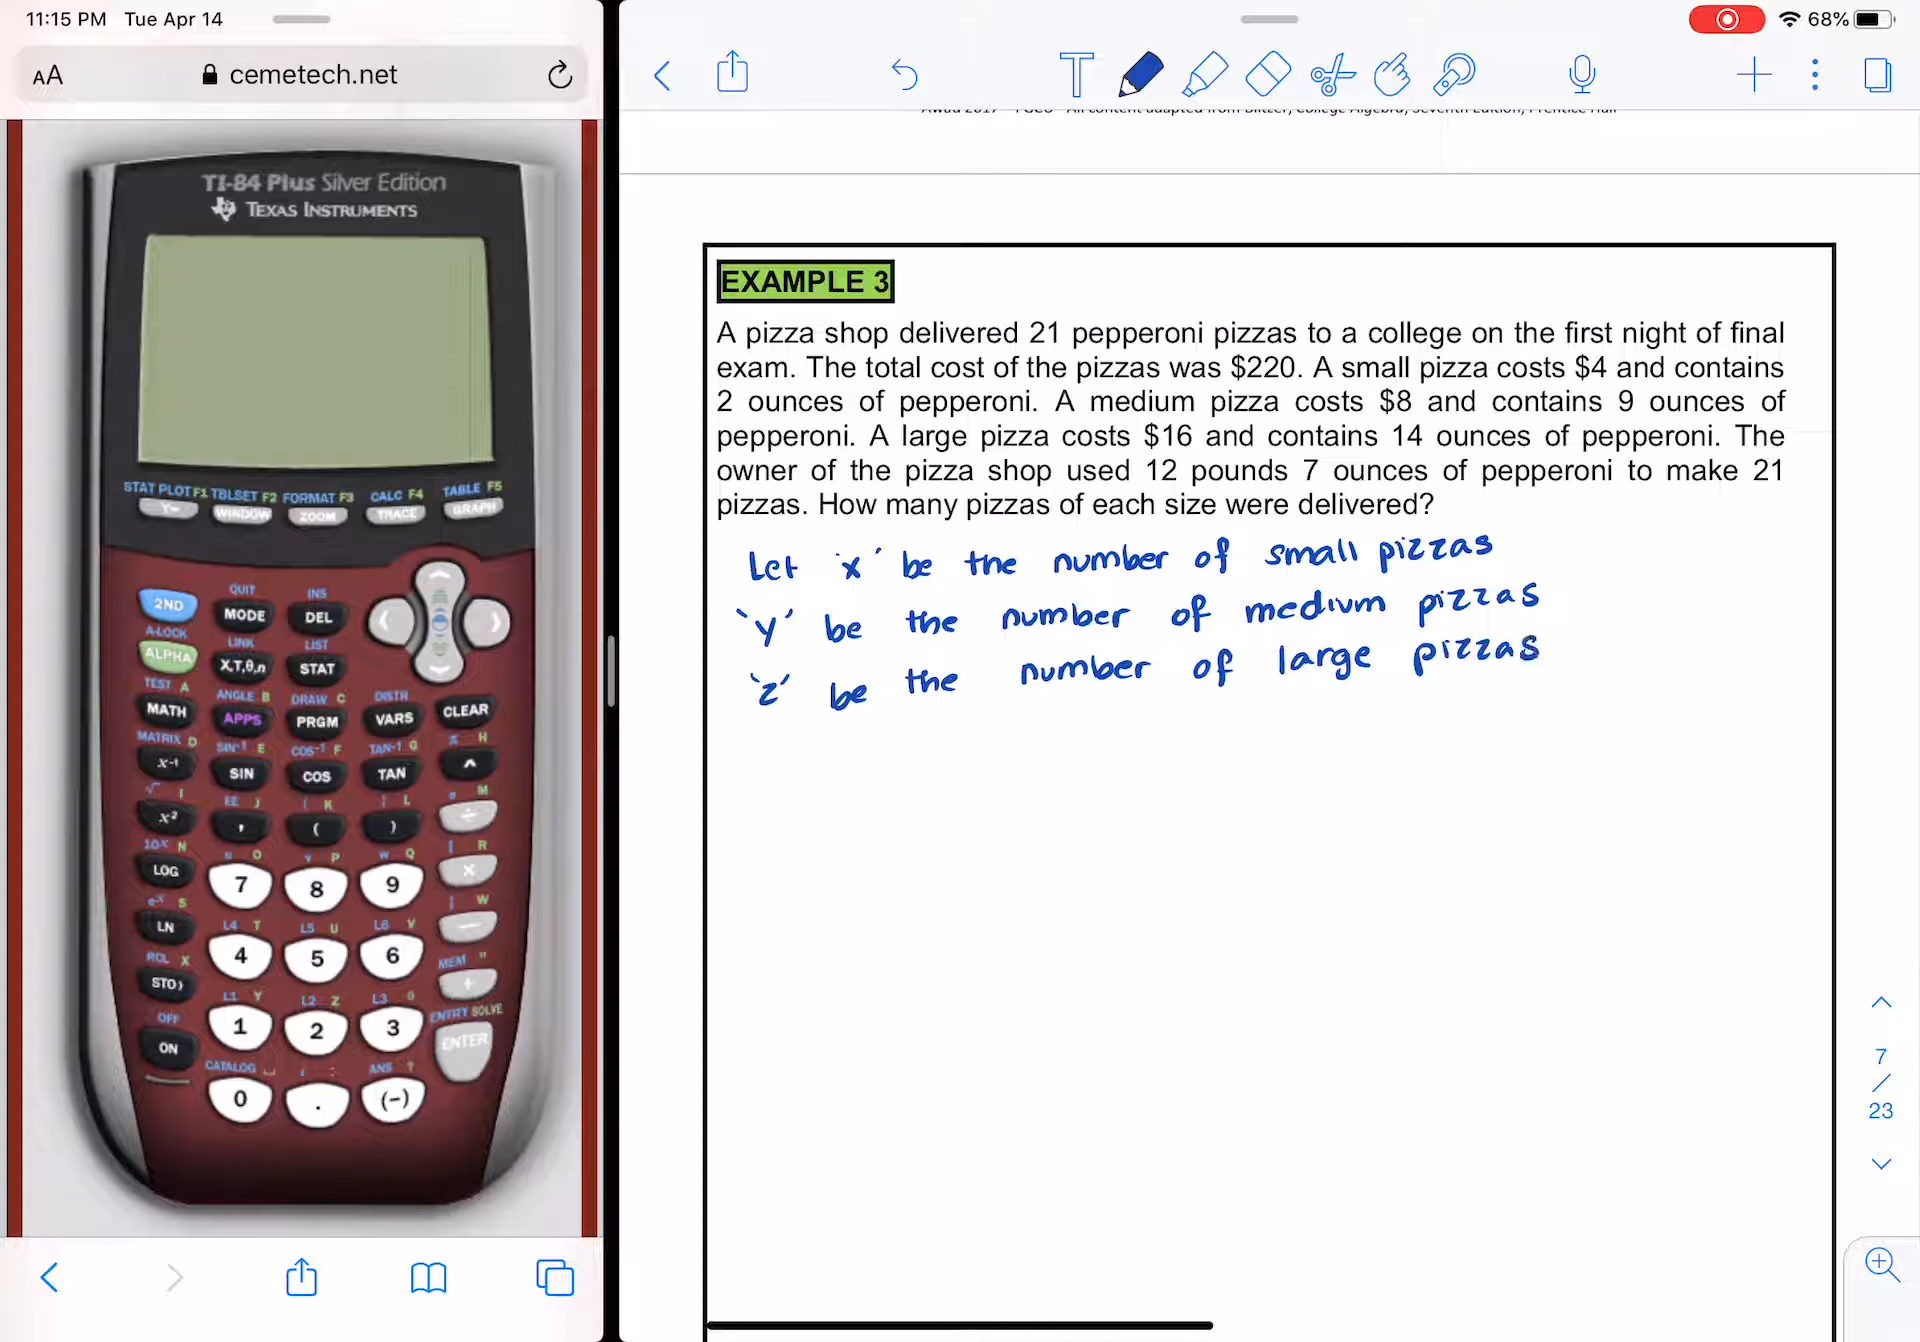 11:15 PM Tue Apr 14
AA cemetech.net
TI-84 Plus Silver Edition
TEXAS INSTRUMENTS
STAT PLOT F1 TBLSET F2 FORMAT F3 CALC F4 TABLE F5
Y= WINDOW ZOOM TRACE GRAPH
QUIT INS
2ND MODE DEL
A-LOCK LINK LIST
ALPHA X,T,θ,n STAT
TEST A ANGLE B DRAW C DISTR
MATH APPS PRGM VARS CLEAR
MATRIX D SIN-1 E COS-1 F TAN-1 G π H
x-1 SIN COS TAN ^
√ I EE J { K } L e M
x² , ( ) ÷
10x N u O v P w Q [ R
LOG 7 8 9 ×
ex S L4 T L5 U L6 V ] W
LN 4 5 6 −
RCL X L1 Y L2 Z L3 θ MEM "
STO› 1 2 3 +
OFF ENTRY SOLVE
ON ENTER
CATALOG i : ANS ?
0 . (-)
68%
EXAMPLE 3
A pizza shop delivered 21 pepperoni pizzas to a college on the first night of final
exam. The total cost of the pizzas was $220. A small pizza costs $4 and contains
2 ounces of pepperoni. A medium pizza costs $8 and contains 9 ounces of
pepperoni. A large pizza costs $16 and contains 14 ounces of pepperoni. The
owner of the pizza shop used 12 pounds 7 ounces of pepperoni to make 21
pizzas. How many pizzas of each size were delivered?
Let 'x' be the number of small pizzas
'y' be the number of medium pizzas
'z' be the number of large pizzas
7
/
23